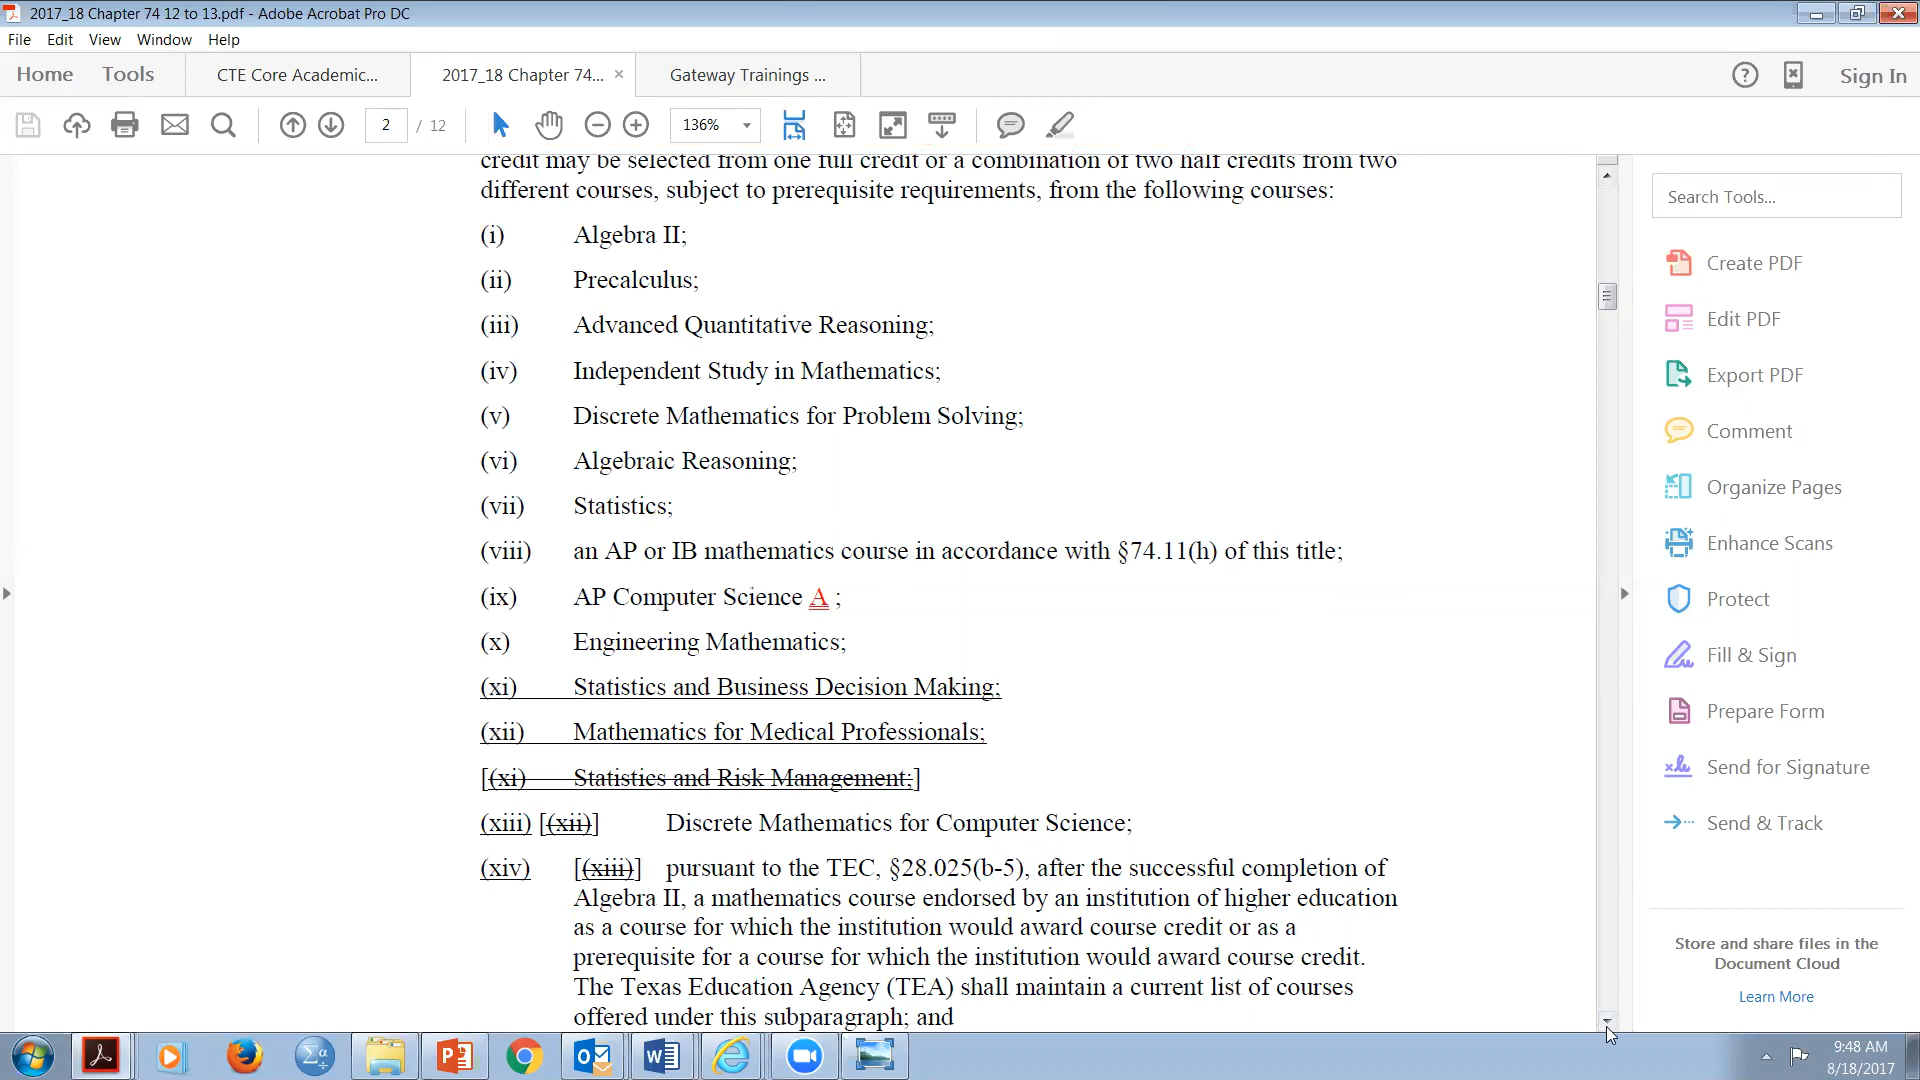 2017_18 Chapter 74 12 to 13.pdf - Adobe Acrobat Pro DC
File Edit View Window Help
Home Tools CTE Core Academic... 2017_18 Chapter 74... × Gateway Trainings ... ? Sign In
2 / 12 136%
credit may be selected from one full credit or a combination of two half credits from two
different courses, subject to prerequisite requirements, from the following courses:
(i) Algebra II;
(ii) Precalculus;
(iii) Advanced Quantitative Reasoning;
(iv) Independent Study in Mathematics;
(v) Discrete Mathematics for Problem Solving;
(vi) Algebraic Reasoning;
(vii) Statistics;
(viii) an AP or IB mathematics course in accordance with §74.11(h) of this title;
(ix) AP Computer Science A ;
(x) Engineering Mathematics;
(xi) Statistics and Business Decision Making;
(xii) Mathematics for Medical Professionals;
[(xi) Statistics and Risk Management;]
(xiii) [(xii)] Discrete Mathematics for Computer Science;
(xiv) [(xiii)] pursuant to the TEC, §28.025(b-5), after the successful completion of
Algebra II, a mathematics course endorsed by an institution of higher education
as a course for which the institution would award course credit or as a
prerequisite for a course for which the institution would award course credit.
The Texas Education Agency (TEA) shall maintain a current list of courses
offered under this subparagraph; and
Search Tools...
Create PDF
Edit PDF
Export PDF
Comment
Organize Pages
Enhance Scans
Protect
Fill & Sign
Prepare Form
Send for Signature
Send & Track
Store and share files in the
Document Cloud
Learn More
9:48 AM
8/18/2017